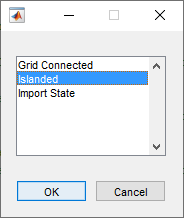 Grid Connected
Islanded
Import State
OK
Cancel